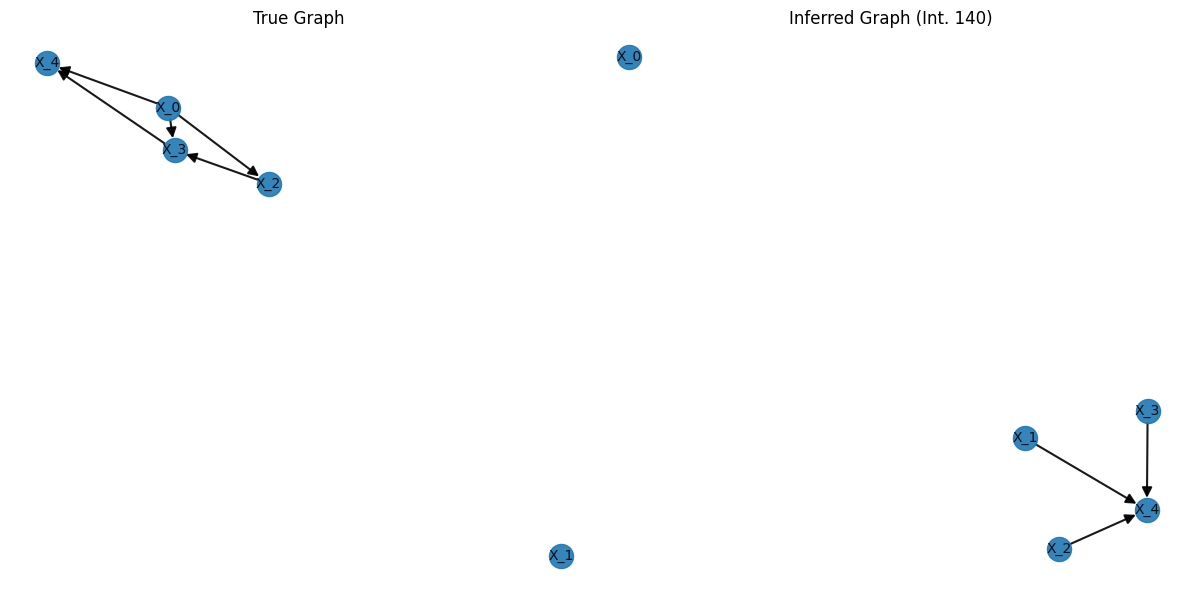 True Graph
X_4
X_0
X_3
X_2
X_1
Inferred Graph (Int. 140)
X_0
X_3
X_1
X_4
X_2